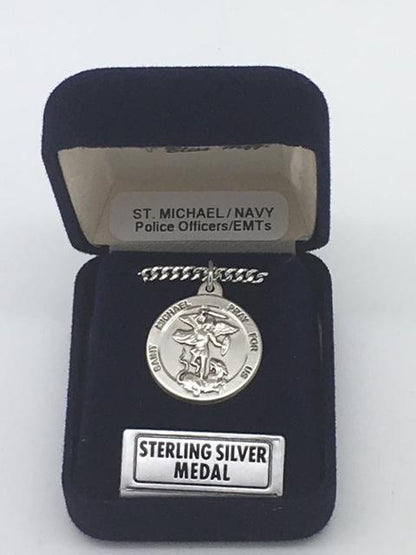 ST. MICHAEL / NAVY
Police Officers/EMTs
SAINT MICHAEL PRAY FOR US
STERLING SILVER
MEDAL